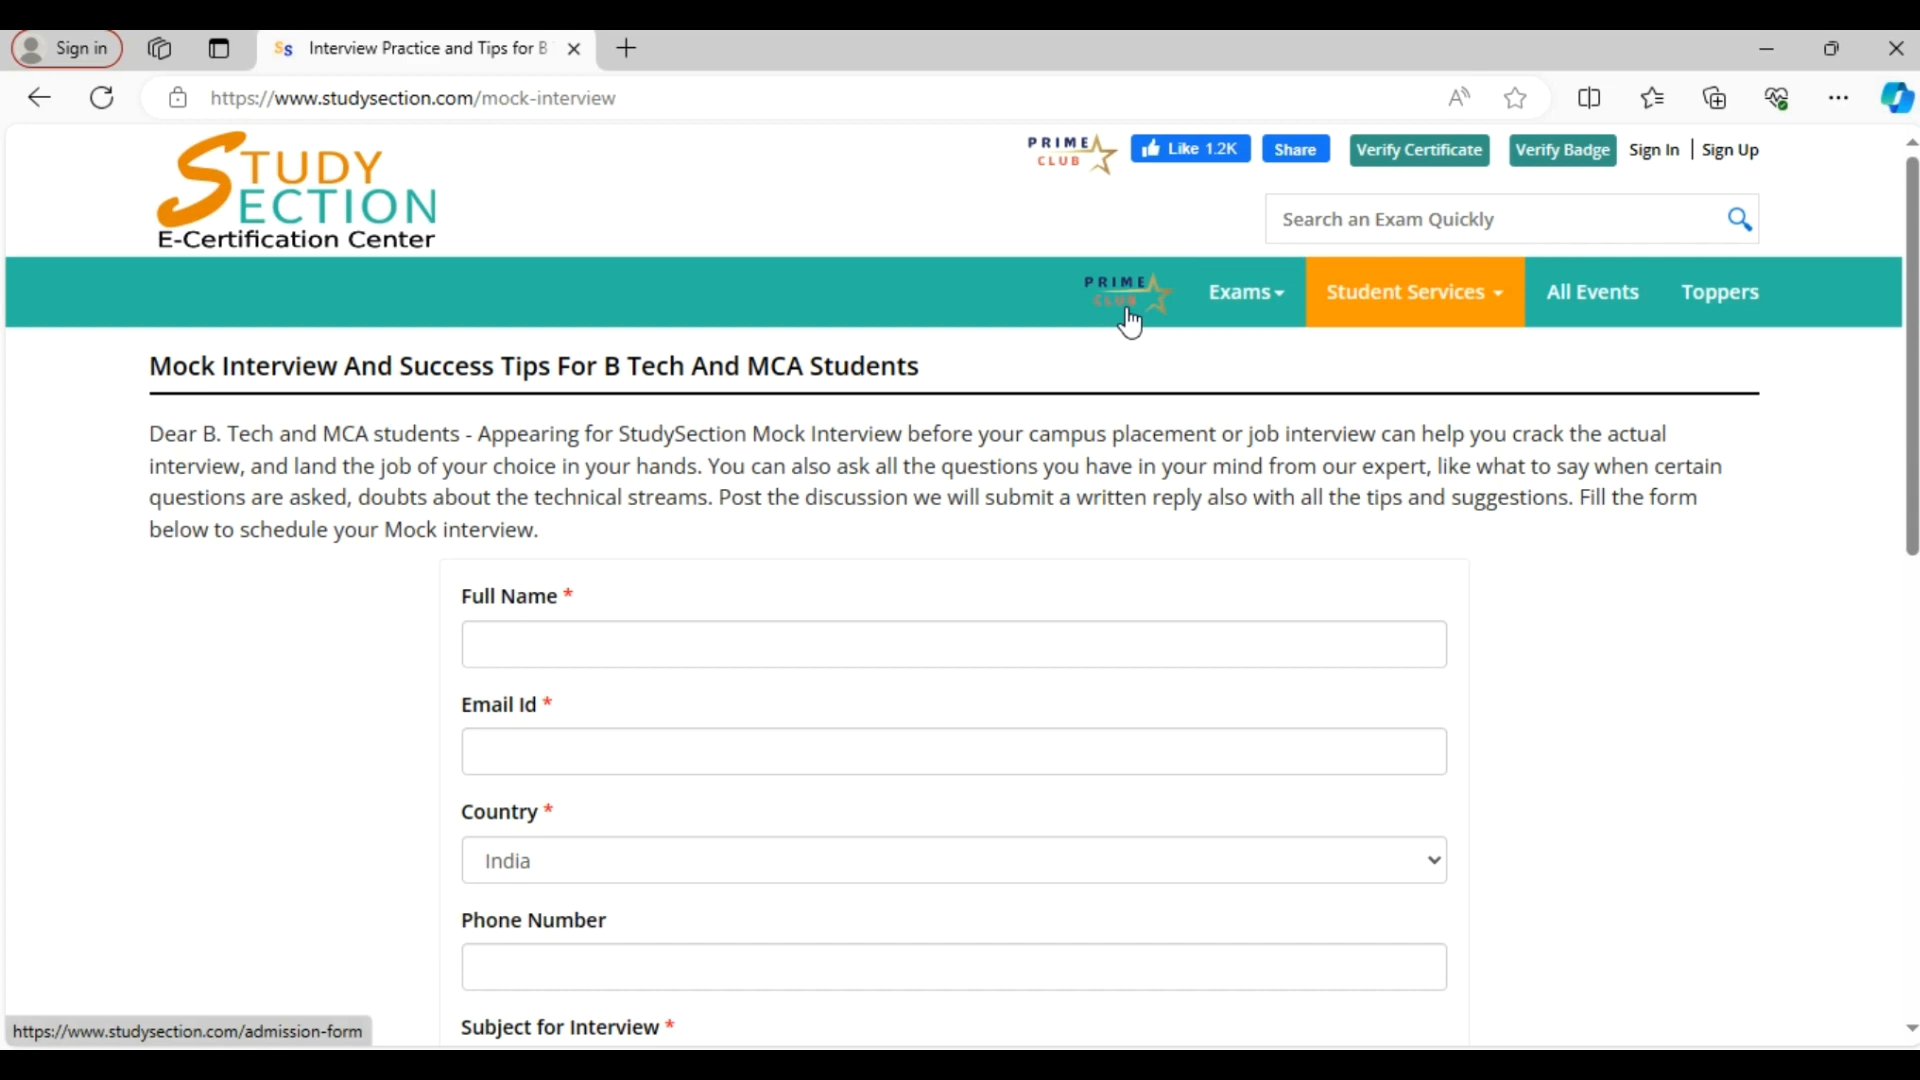 Sign in
SS Interview Practice and Tips for B
https://www.studysection.com/mock-interview
STUDY
SECTION
E-Certification Center
PRIME
CLUB
Like 1.2K
Share
Verify Certificate
Verify Badge
Sign In | Sign Up
Search an Exam Quickly
PRIME
CLUB
Exams
Student Services
All Events
Toppers
Mock Interview And Success Tips For B Tech And MCA Students
Dear B. Tech and MCA students - Appearing for StudySection Mock Interview before your campus placement or job interview can help you crack the actual
interview, and land the job of your choice in your hands. You can also ask all the questions you have in your mind from our expert, like what to say when certain
questions are asked, doubts about the technical streams. Post the discussion we will submit a written reply also with all the tips and suggestions. Fill the form
below to schedule your Mock interview.
Full Name *
Email Id *
Country *
India
Phone Number
Subject for Interview *
https://www.studysection.com/admission-form